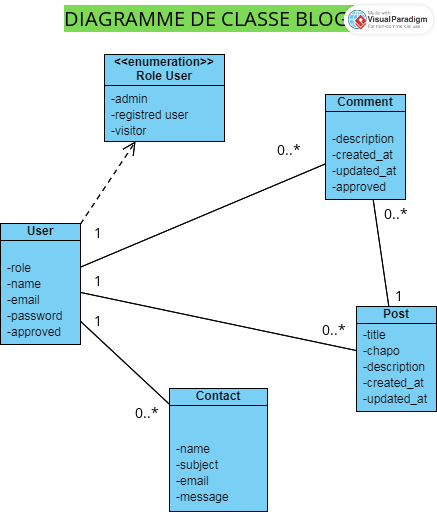 DIAGRAMME DE CLASSE BLOG
Made with
Visual Paradigm
For non-commercial use
<<enumeration>>
Role User
-admin
-registred user
-visitor
Comment
-description
-created_at
-updated_at
-approved
0..*
0..*
User
-role
-name
-email
-password
-approved
1
1
1
1
Post
-title
-chapo
-description
-created_at
-updated_at
0..*
0..*
Contact
-name
-subject
-email
-message